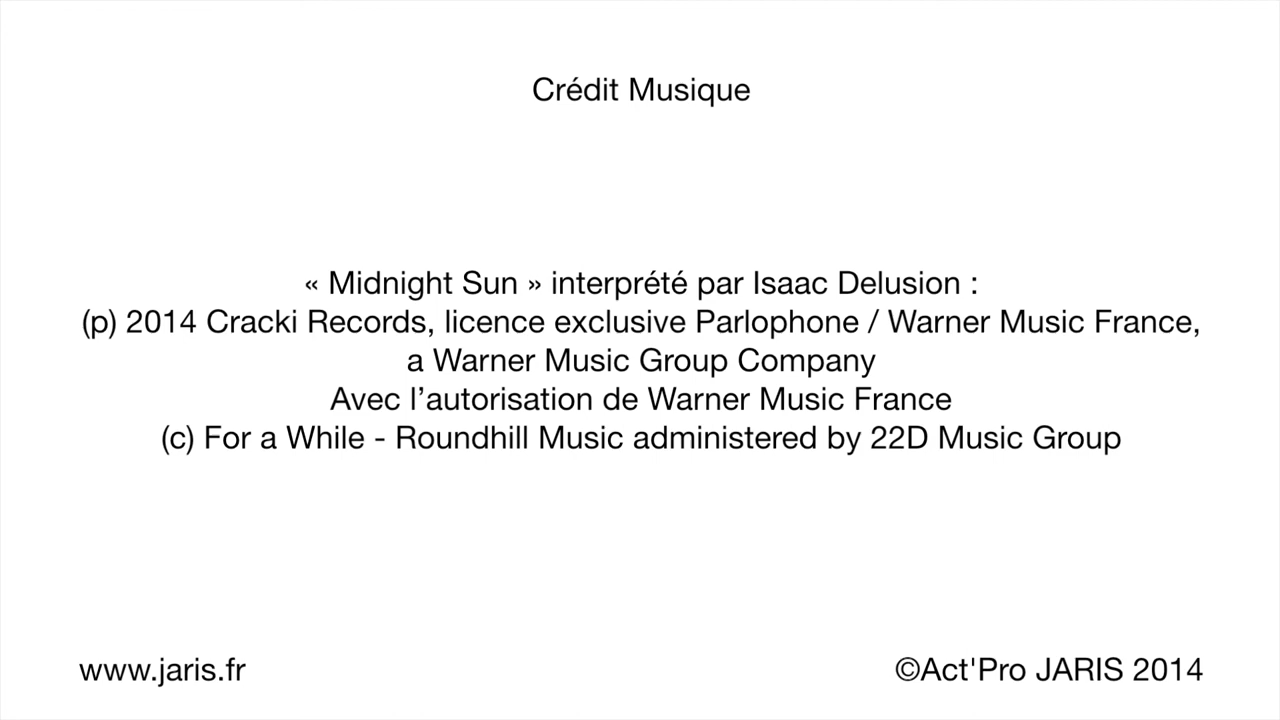 Crédit Musique
« Midnight Sun » interprété par Isaac Delusion :
(p) 2014 Cracki Records, licence exclusive Parlophone / Warner Music France,
a Warner Music Group Company
Avec l’autorisation de Warner Music France
(c) For a While - Roundhill Music administered by 22D Music Group
www.jaris.fr
©Act'Pro JARIS 2014